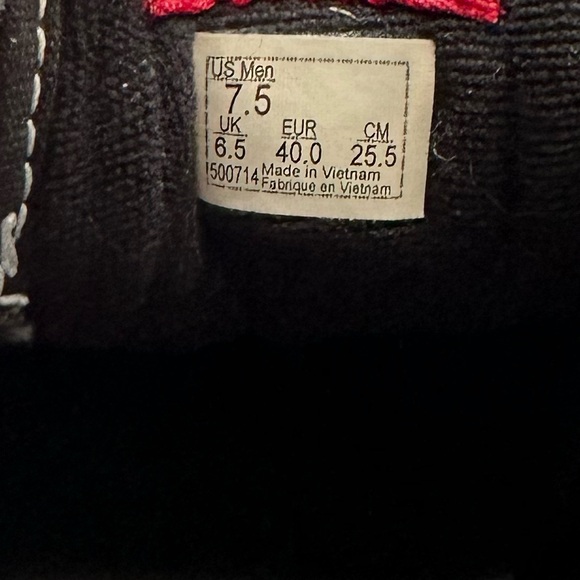 US Men
7.5
UK EUR CM
6.5 40.0 25.5
500714 Made in Vietnam
Fabrique en Vietnam